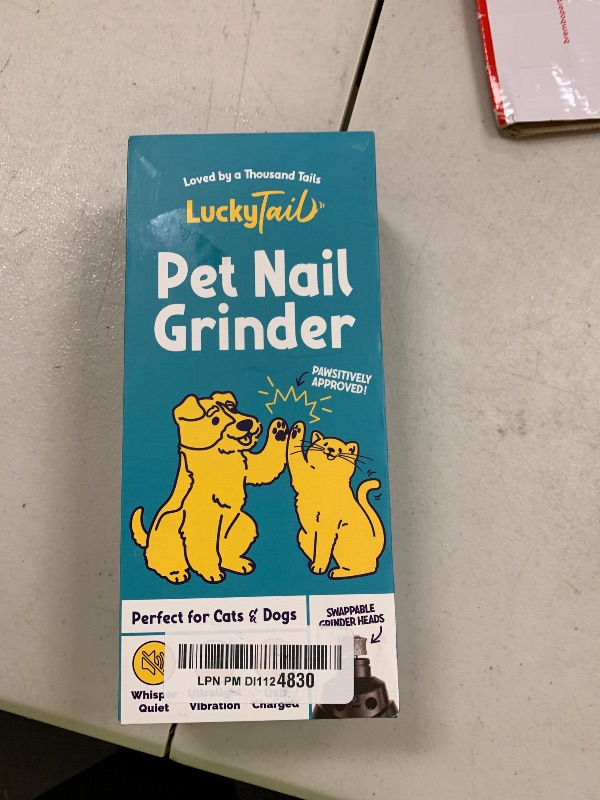 Loved by a Thousand Tails
LuckyTail
Pet Nail
Grinder
PAWSITIVELY
APPROVED!
Perfect for Cats & Dogs
SWAPPABLE
GRINDER HEADS
LPN PM DI1124830
Quiet
Vibration
Charged
brembopar